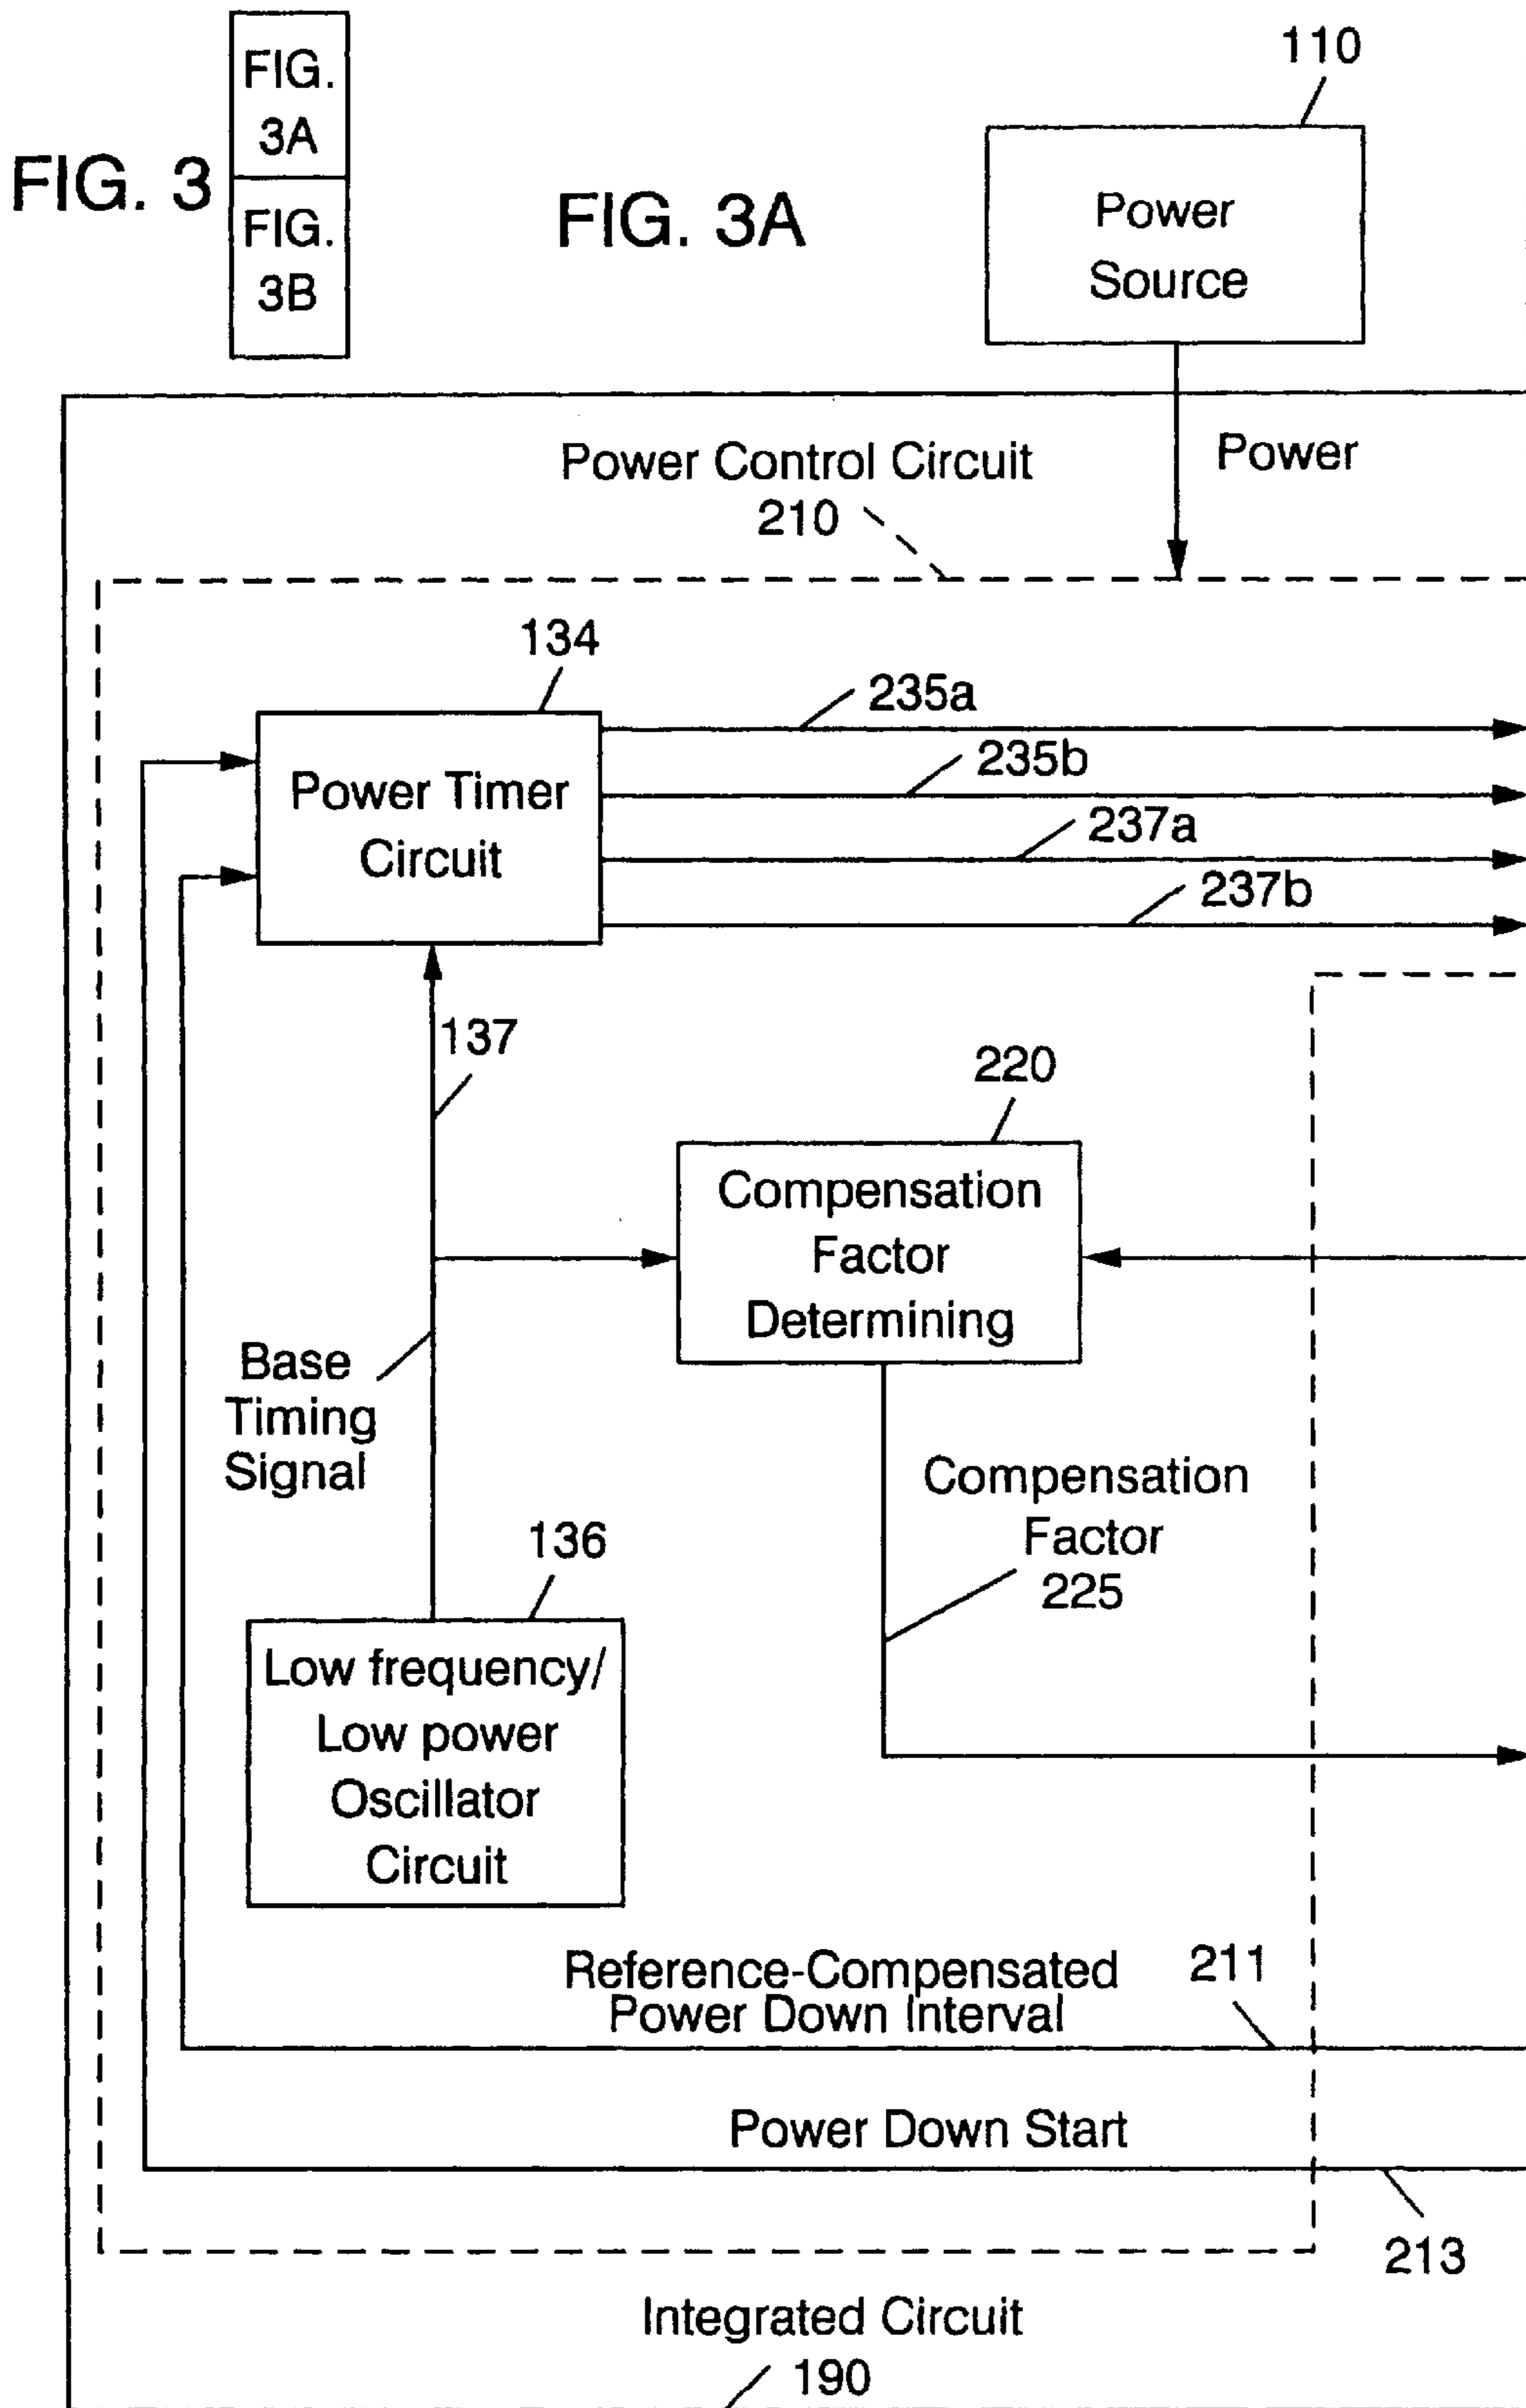 FIG. 3
FIG.
3A
FIG.
3B
FIG. 3A
110
Power
Source
Power Control Circuit
210
Power
134
235a
235b
237a
237b
Power Timer
Circuit
137
220
Compensation
Factor
Determining
Base
Timing
Signal
Compensation
Factor
225
136
Low frequency/
Low power
Oscillator
Circuit
Reference-Compensated
Power Down Interval
211
Power Down Start
213
Integrated Circuit
190